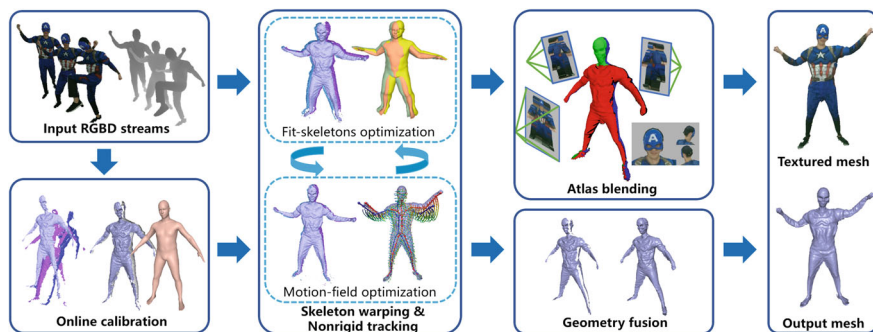 Input RGBD streams
Online calibration
Fit-skeletons optimization
Motion-field optimization
Skeleton warping &
Nonrigid tracking
Atlas blending
Geometry fusion
Textured mesh
Output mesh